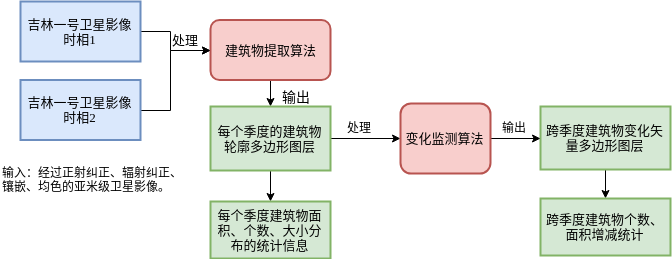 吉林一号卫星影像
时相1
处理
建筑物提取算法
吉林一号卫星影像
时相2
输出
每个季度的建筑物
轮廓多边形图层
处理
变化监测算法
输出
跨季度建筑物变化矢
量多边形图层
输入：经过正射纠正、辐射纠正、
镶嵌、均色的亚米级卫星影像。
每个季度建筑物面
积、个数、大小分
布的统计信息
跨季度建筑物个数、
面积增减统计